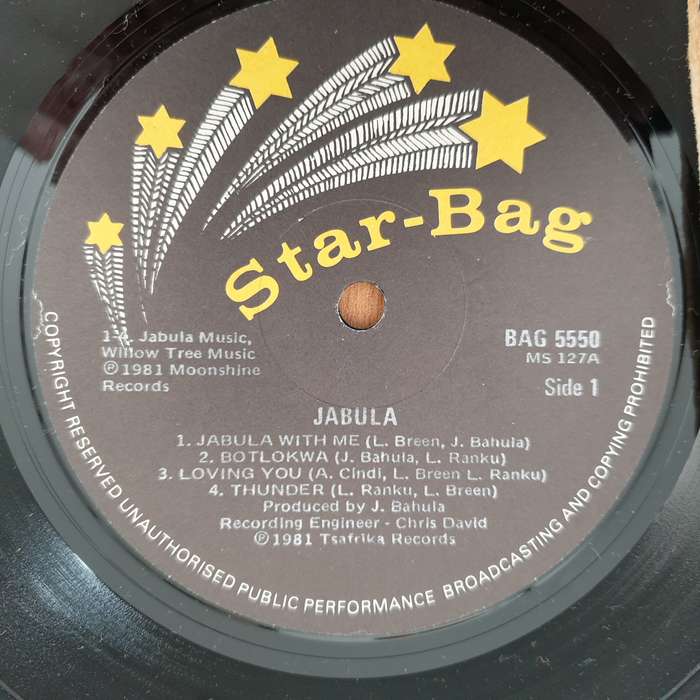 Star-Bag
1-4. Jabula Music,
Willow Tree Music
℗1981 Moonshine
Records
BAG 5550
MS 127A
Side 1
JABULA
1. JABULA WITH ME (L. Breen, J. Bahula)
2. BOTLOKWA (J. Bahula, L. Ranku)
3. LOVING YOU (A. Cindi, L. Breen L. Ranku)
4. THUNDER (L. Ranku, L. Breen)
Produced by J. Bahula
Recording Engineer - Chris David
℗1981 Tsafrika Records
COPYRIGHT RESERVED UNAUTHORISED PUBLIC PERFORMANCE BROADCASTING AND COPYING PROHIBITED